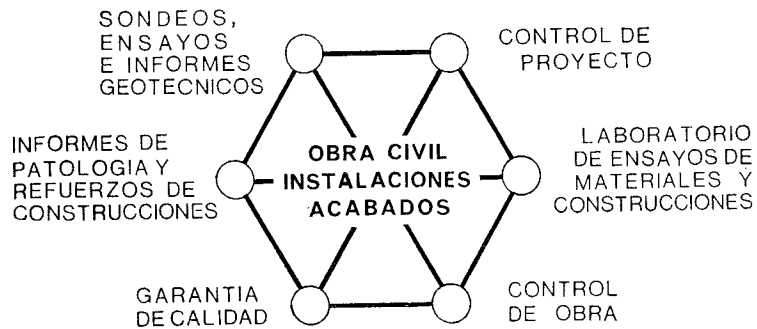 SONDEOS,
ENSAYOS
E INFORMES
GEOTECNICOS
CONTROL DE
PROYECTO
INFORMES DE
PATOLOGIA Y
REFUERZOS DE
CONSTRUCCIONES
OBRA CIVIL
INSTALACIONES
ACABADOS
LABORATORIO
DE ENSAYOS DE
MATERIALES Y
CONSTRUCCIONES
GARANTIA
DE CALIDAD
CONTROL
DE OBRA